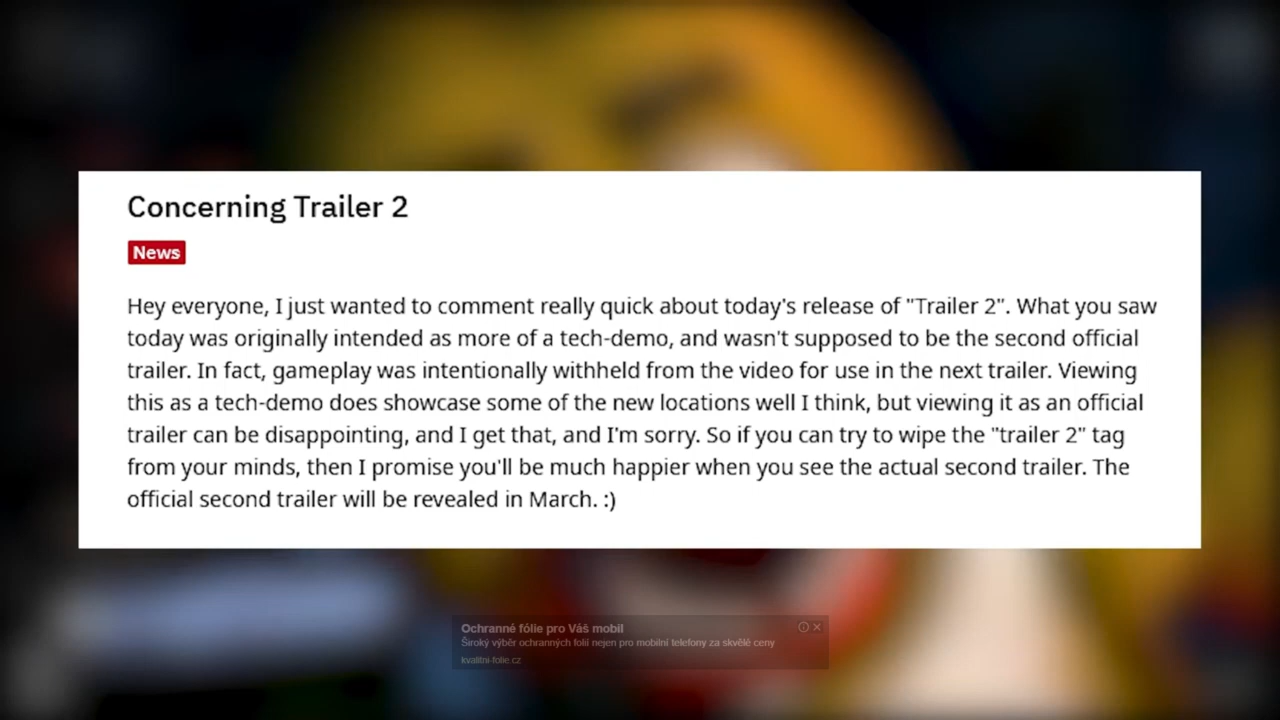 Concerning Trailer 2
News
Hey everyone, I just wanted to comment really quick about today's release of "Trailer 2". What you saw
today was originally intended as more of a tech-demo, and wasn't supposed to be the second official
trailer. In fact, gameplay was intentionally withheld from the video for use in the next trailer. Viewing
this as a tech-demo does showcase some of the new locations well I think, but viewing it as an official
trailer can be disappointing, and I get that, and I'm sorry. So if you can try to wipe the "trailer 2" tag
from your minds, then I promise you'll be much happier when you see the actual second trailer. The
official second trailer will be revealed in March. :)
Ochranné fólie pro Váš mobil
Široký výběr ochranných folií nejen pro mobilní telefony za skvělé ceny
kvalitni-folie.cz